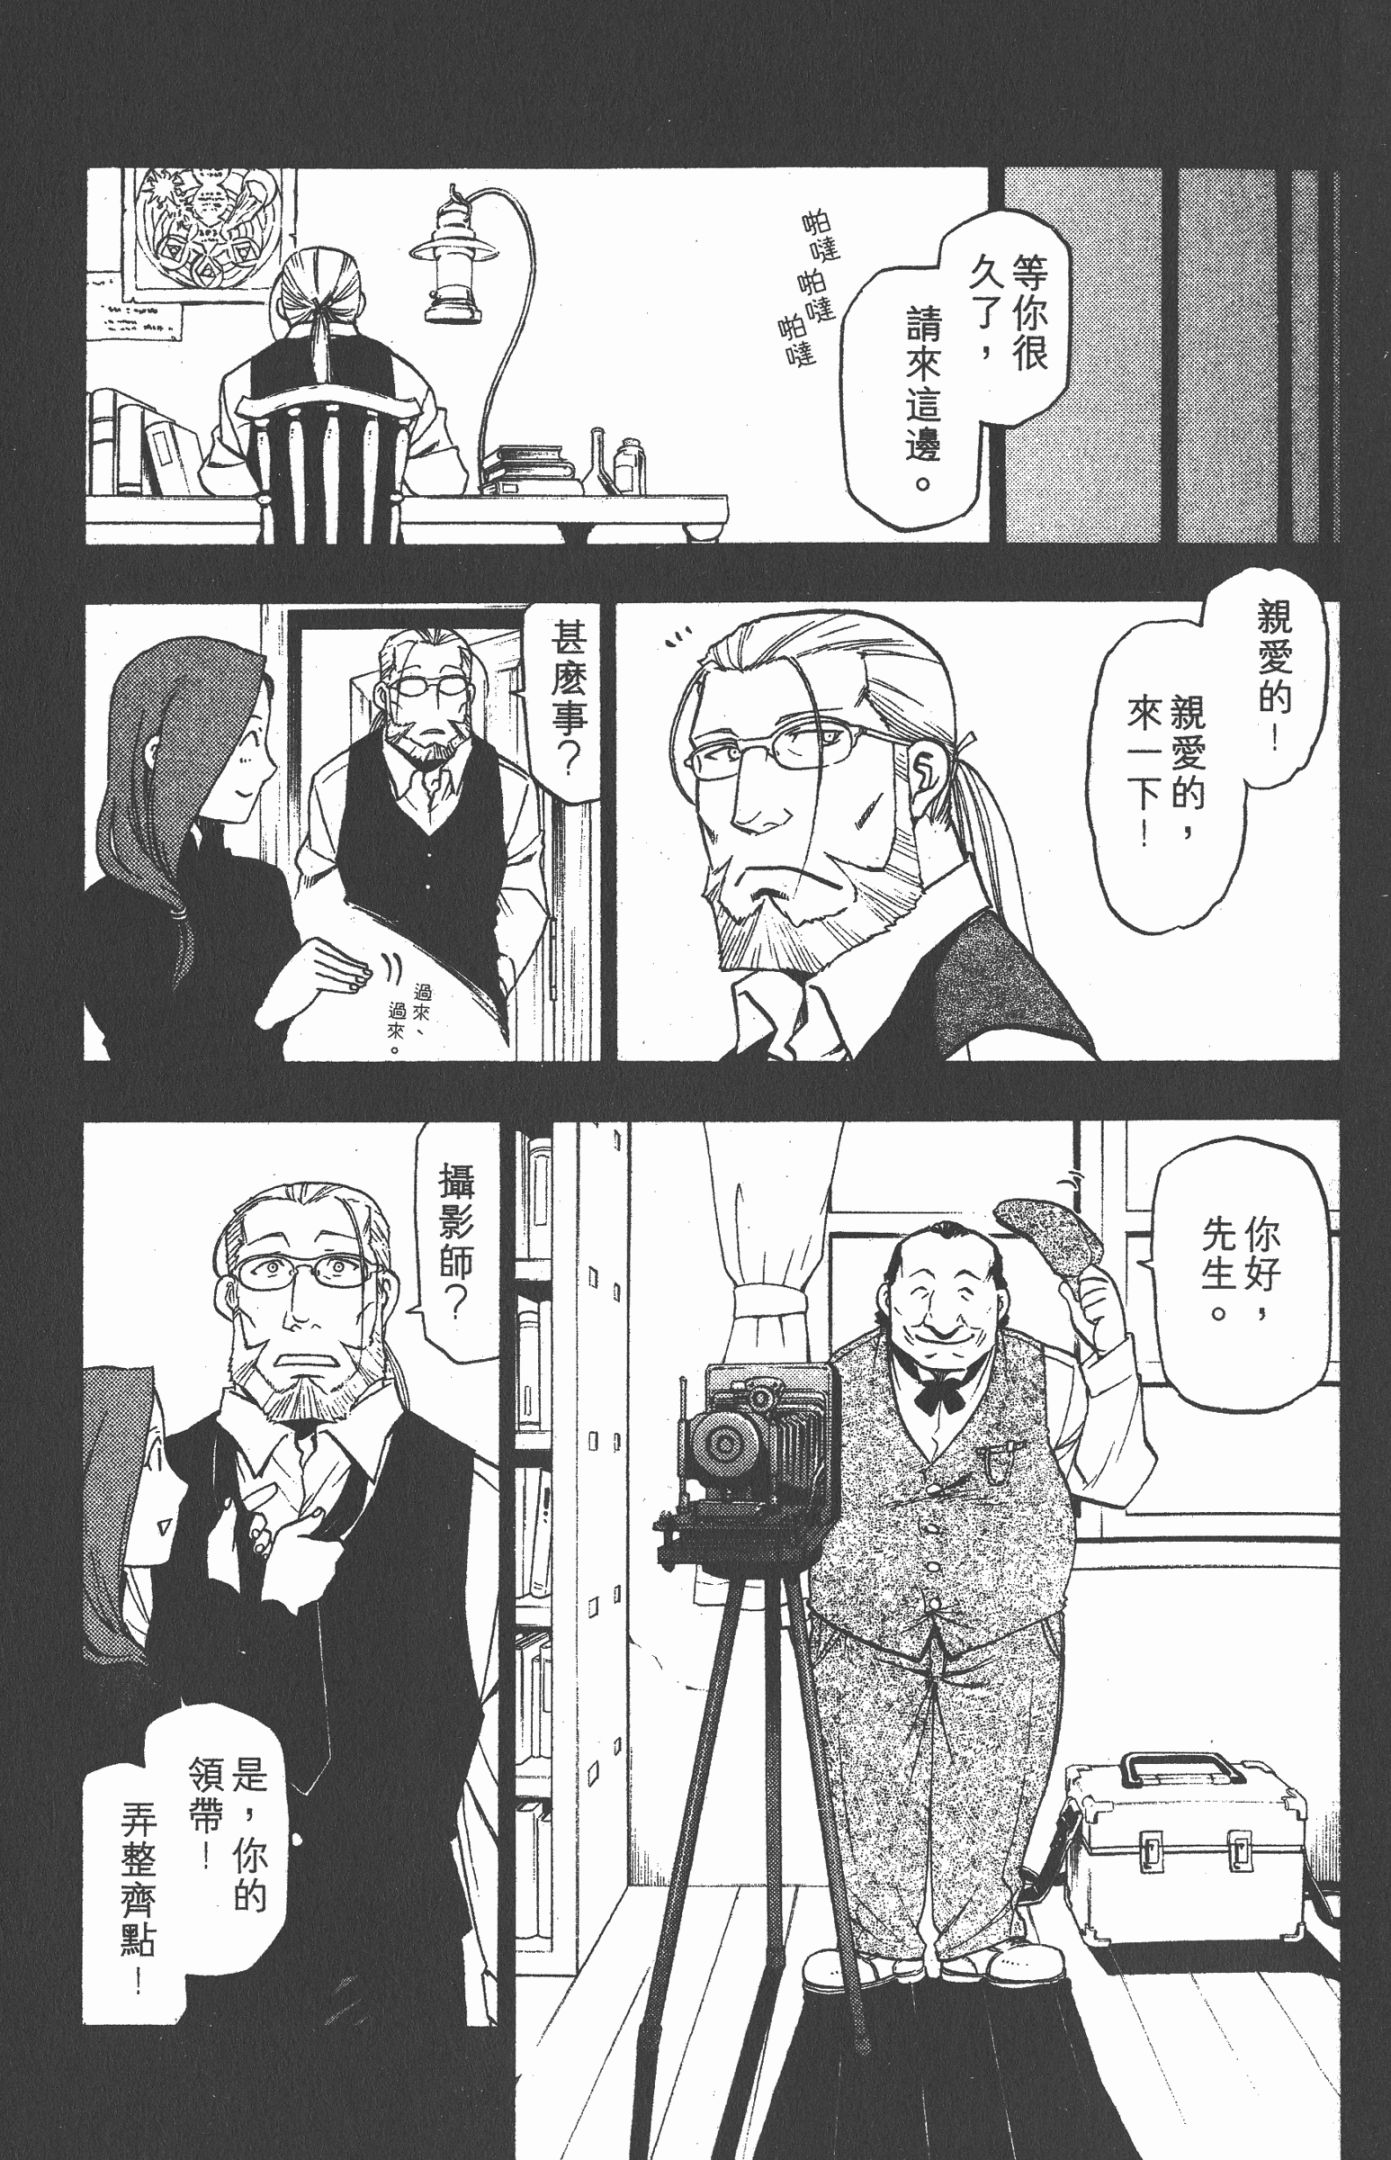 等你很
久了，
請來這邊。
啪噠
啪噠
啪噠
親愛的！
親愛的，
來一下！
甚麼事？
過來、
過來。
你好，
先生。
攝影師？
是，你的
領帶！
弄整齊點！